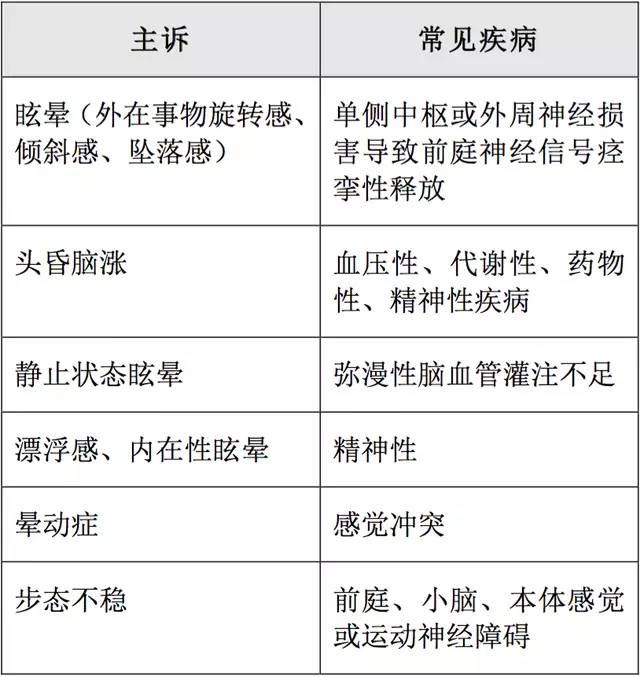 主诉
常见疾病
眩晕（外在事物旋转感、
倾斜感、坠落感）
单侧中枢或外周神经损
害导致前庭神经信号痉
挛性释放
头昏脑涨
血压性、代谢性、药物
性、精神性疾病
静止状态眩晕
弥漫性脑血管灌注不足
漂浮感、内在性眩晕
精神性
晕动症
感觉冲突
步态不稳
前庭、小脑、本体感觉
或运动神经障碍